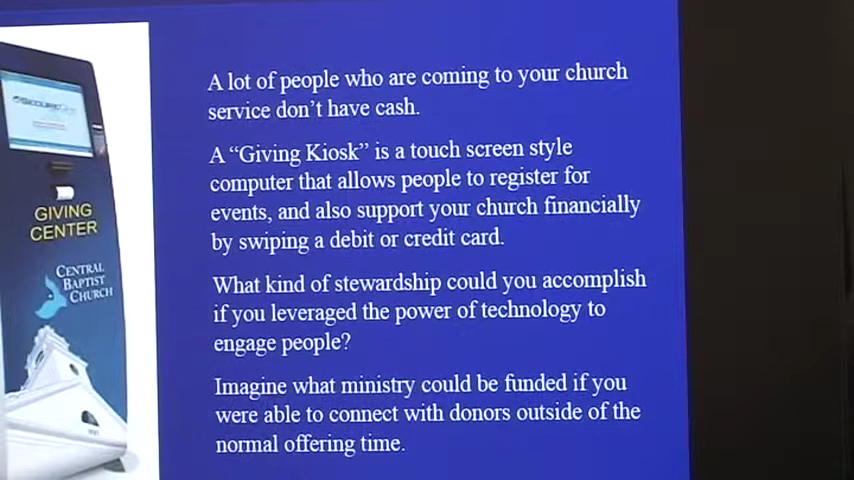 GIVING
CENTER
CENTRAL
BAPTIST
CHURCH
A lot of people who are coming to your church
service don't have cash.
A “Giving Kiosk” is a touch screen style
computer that allows people to register for
events, and also support your church financially
by swiping a debit or credit card.
What kind of stewardship could you accomplish
if you leveraged the power of technology to
engage people?
Imagine what ministry could be funded if you
were able to connect with donors outside of the
normal offering time.